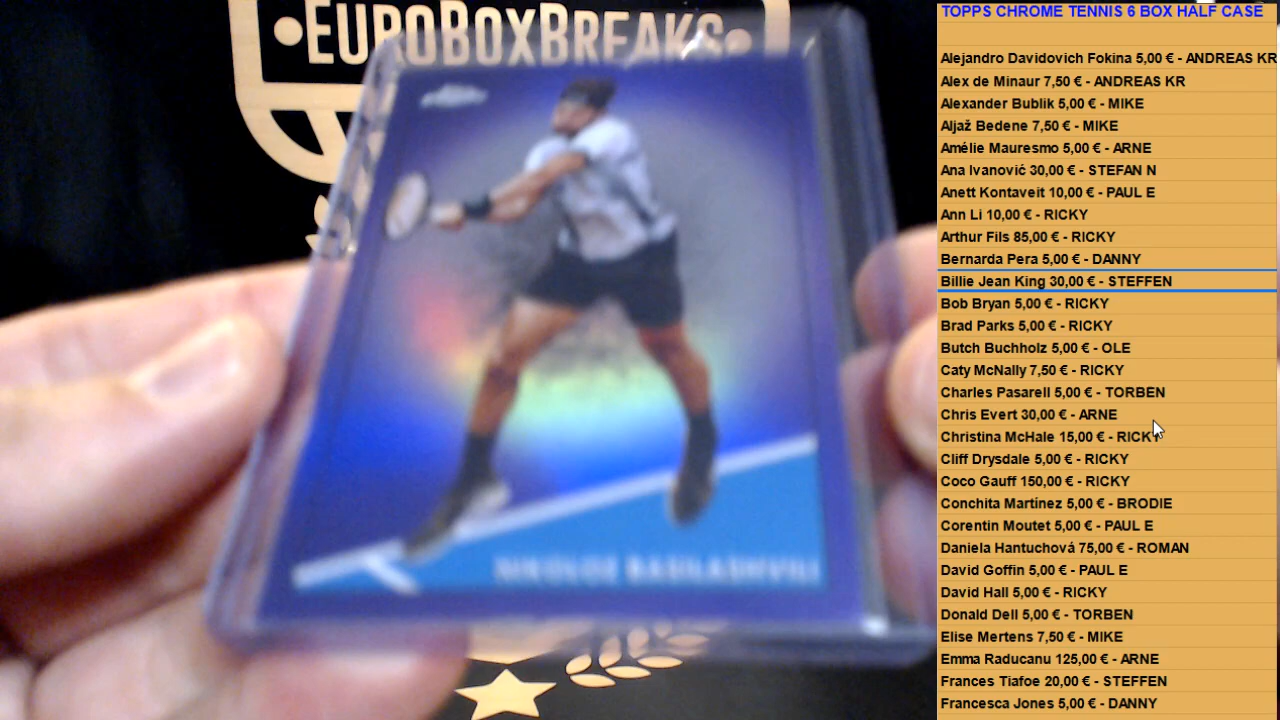 EUROBOXBREAKS
NIKOLOZ BASILASHVILI
TOPPS CHROME TENNIS 6 BOX HALF CASE
Alejandro Davidovich Fokina 5,00 € - ANDREAS KR
Alex de Minaur 7,50 € - ANDREAS KR
Alexander Bublik 5,00 € - MIKE
Aljaž Bedene 7,50 € - MIKE
Amélie Mauresmo 5,00 € - ARNE
Ana Ivanović 30,00 € - STEFAN N
Anett Kontaveit 10,00 € - PAUL E
Ann Li 10,00 € - RICKY
Arthur Fils 85,00 € - RICKY
Bernarda Pera 5,00 € - DANNY
Billie Jean King 30,00 € - STEFFEN
Bob Bryan 5,00 € - RICKY
Brad Parks 5,00 € - RICKY
Butch Buchholz 5,00 € - OLE
Caty McNally 7,50 € - RICKY
Charles Pasarell 5,00 € - TORBEN
Chris Evert 30,00 € - ARNE
Christina McHale 15,00 € - RICKY
Cliff Drysdale 5,00 € - RICKY
Coco Gauff 150,00 € - RICKY
Conchita Martínez 5,00 € - BRODIE
Corentin Moutet 5,00 € - PAUL E
Daniela Hantuchová 75,00 € - ROMAN
David Goffin 5,00 € - PAUL E
David Hall 5,00 € - RICKY
Donald Dell 5,00 € - TORBEN
Elise Mertens 7,50 € - MIKE
Emma Raducanu 125,00 € - ARNE
Frances Tiafoe 20,00 € - STEFFEN
Francesca Jones 5,00 € - DANNY